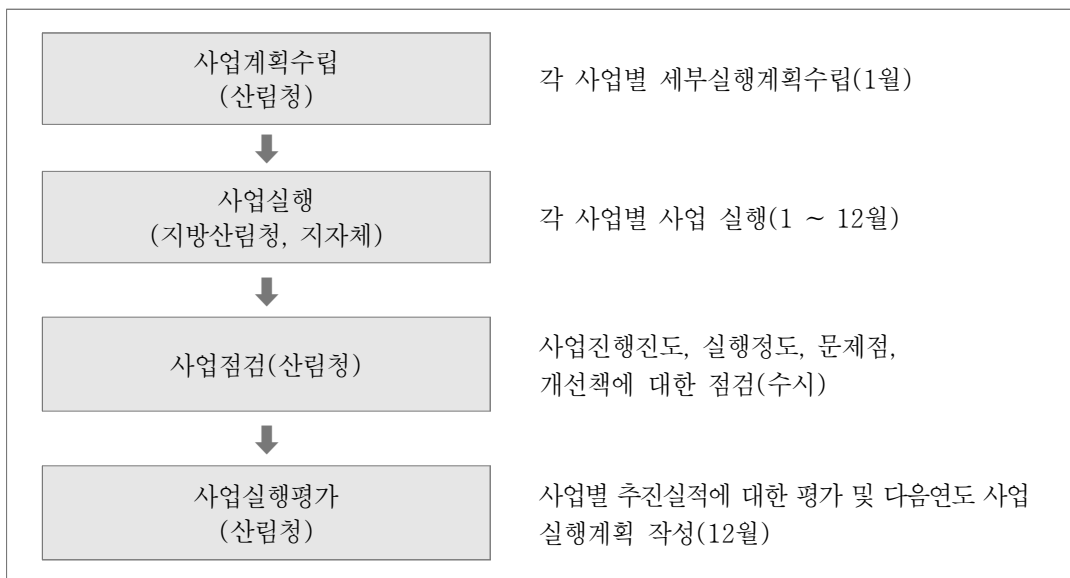 사업계획수립
(산림청)
각 사업별 세부실행계획수립(1월)
사업실행
(지방산림청, 지자체)
각 사업별 사업 실행(1 ~ 12월)
사업점검(산림청)
사업진행진도, 실행정도, 문제점,
개선책에 대한 점검(수시)
사업실행평가
(산림청)
사업별 추진실적에 대한 평가 및 다음연도 사업
실행계획 작성(12월)